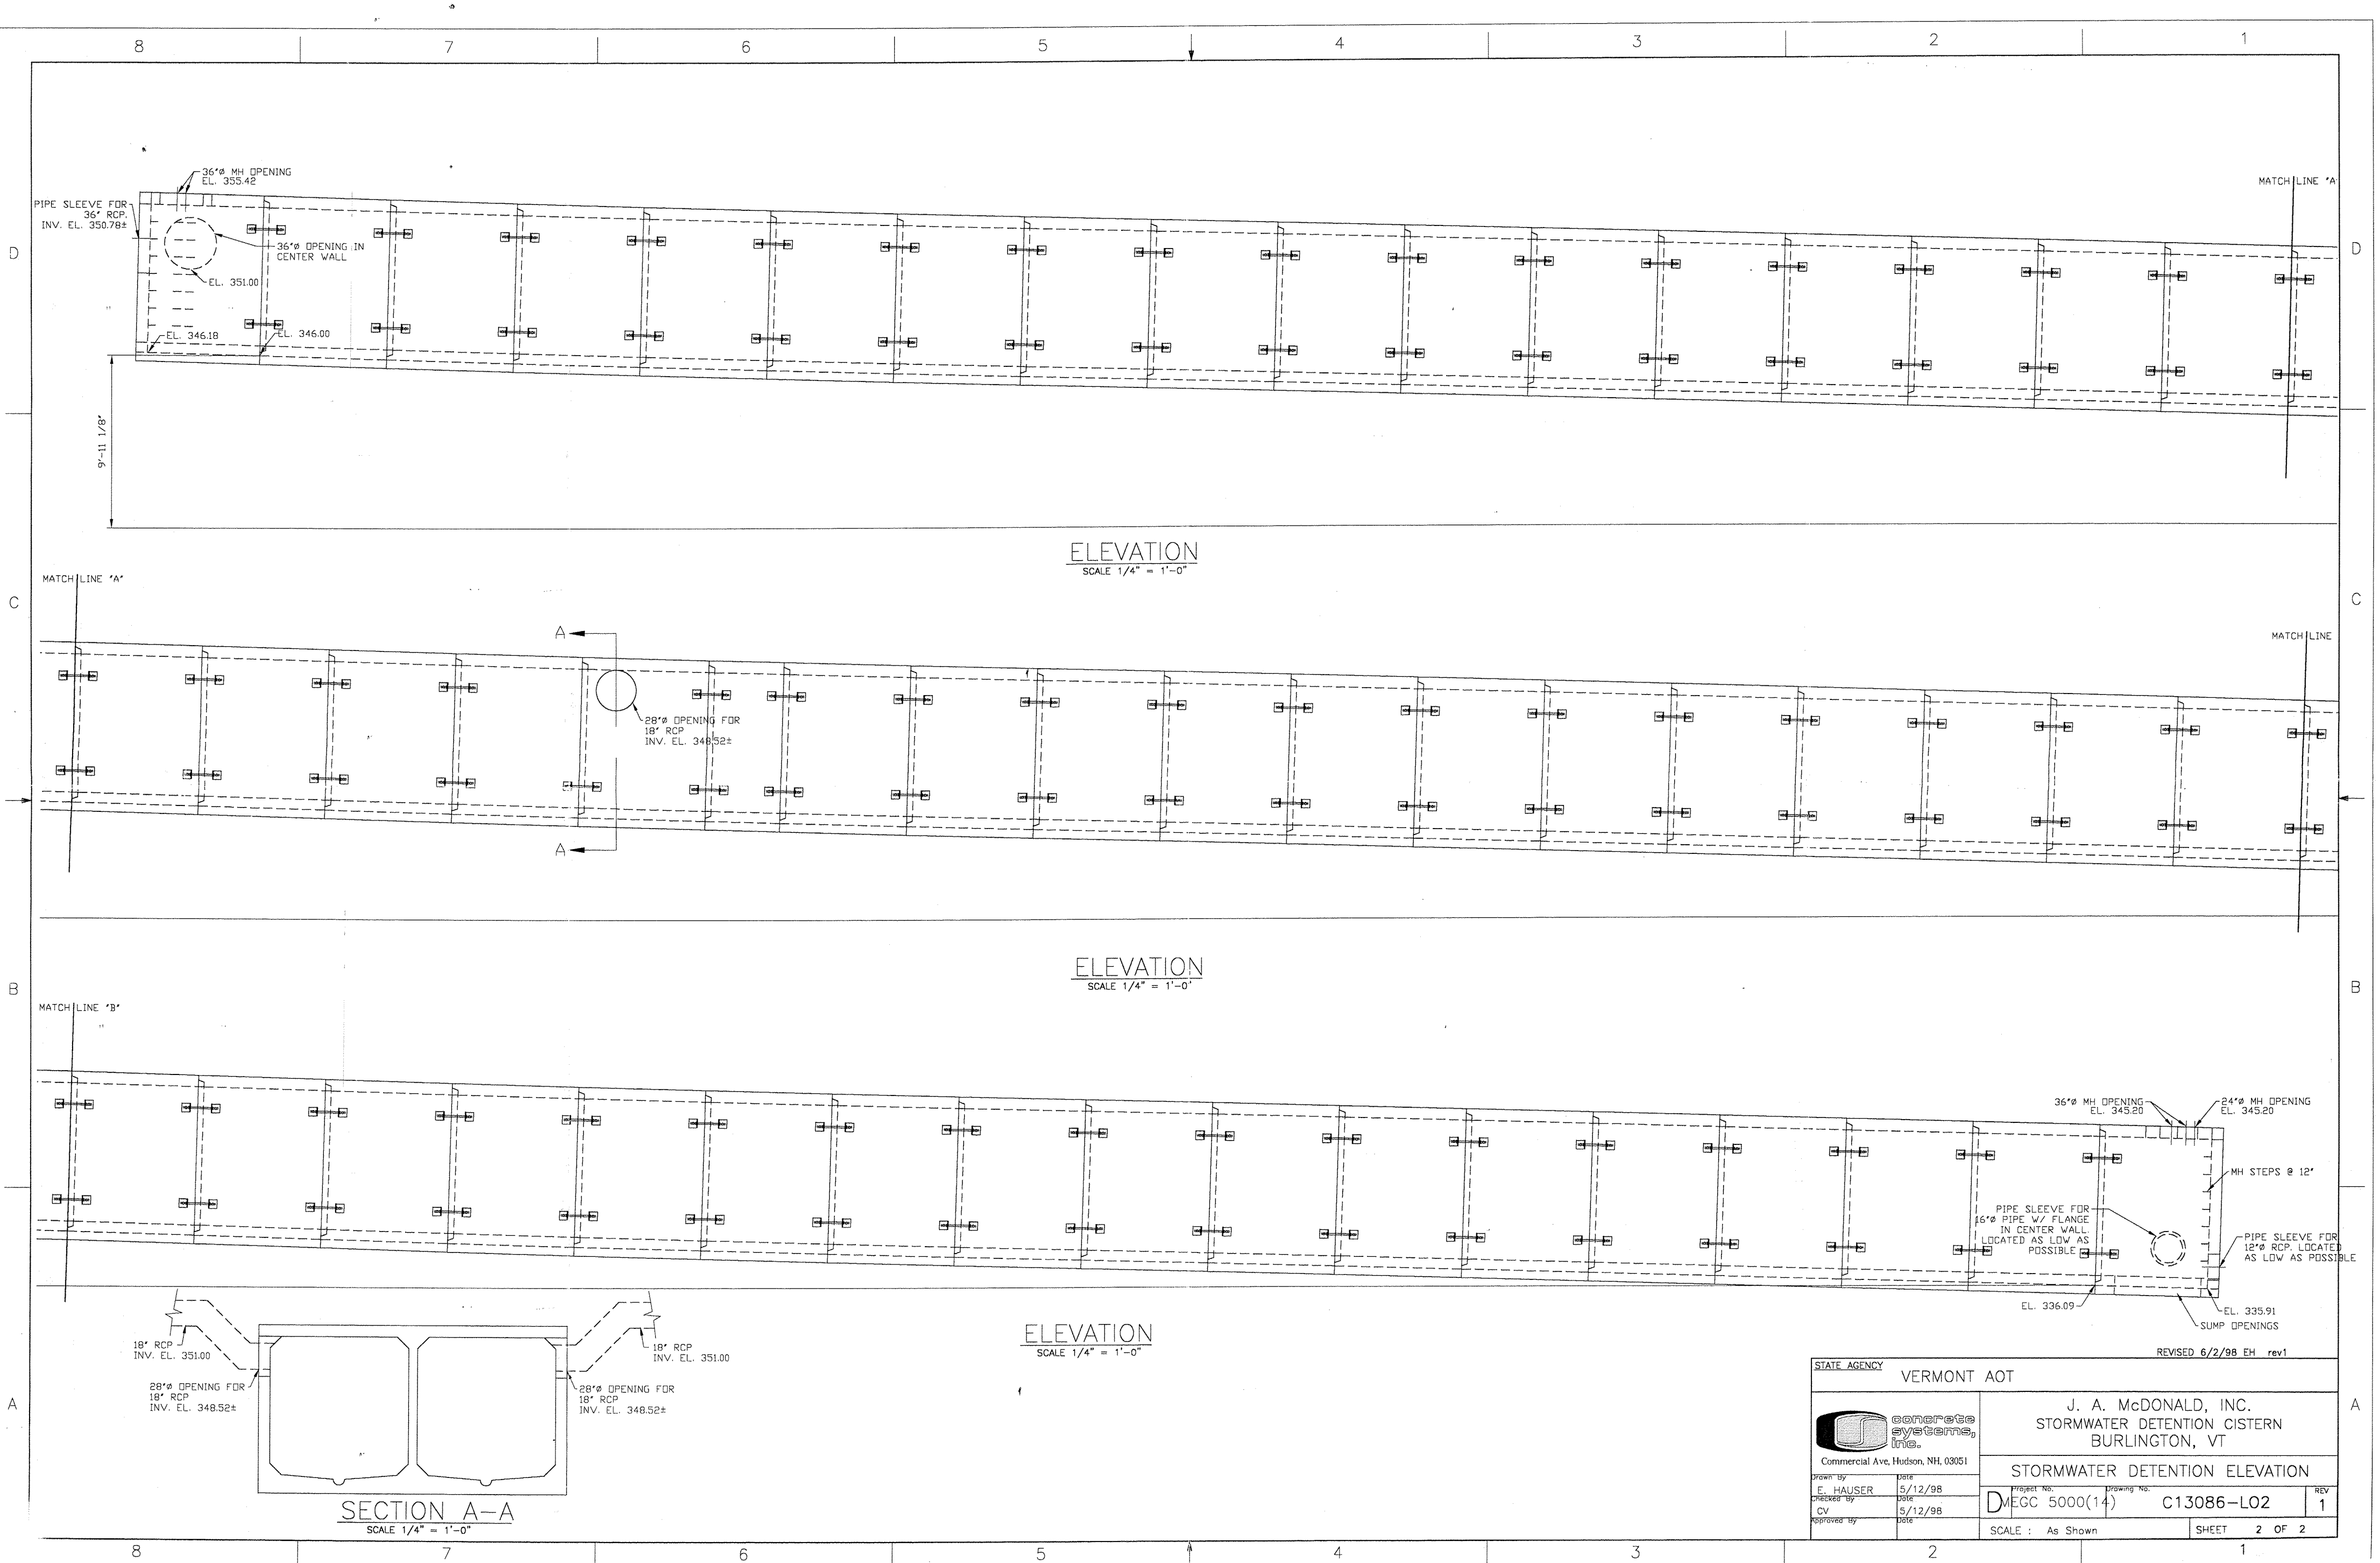 8 7 6 5 4 3 2 1
36"Ø MH OPENING
EL. 355.42
PIPE SLEEVE FOR
36" RCP.
INV. EL. 350.78±
36"Ø OPENING IN
CENTER WALL
EL. 351.00
EL. 346.18
EL. 346.00
MATCH LINE "A
D
D
9'-11 1/8"
ELEVATION
SCALE 1/4" = 1'-0"
MATCH LINE "A"
C
C
A
MATCH LINE
28"Ø OPENING FOR
18" RCP
INV. EL. 348.52±
A
ELEVATION
SCALE 1/4" = 1'-0"
B
B
MATCH LINE "B"
36"Ø MH OPENING
EL. 345.20
24"Ø MH OPENING
EL. 345.20
MH STEPS @ 12"
PIPE SLEEVE FOR
16"Ø PIPE W/ FLANGE
IN CENTER WALL.
LOCATED AS LOW AS
POSSIBLE
PIPE SLEEVE FOR
12"Ø RCP. LOCATED
AS LOW AS POSSIBLE
EL. 336.09
EL. 335.91
SUMP OPENINGS
ELEVATION
SCALE 1/4" = 1'-0"
18" RCP
INV. EL. 351.00
18" RCP
INV. EL. 351.00
28"Ø OPENING FOR
18" RCP
INV. EL. 348.52±
28"Ø OPENING FOR
18" RCP
INV. EL. 348.52±
SECTION A-A
SCALE 1/4" = 1'-0"
A
A
REVISED 6/2/98 EH rev1
STATE AGENCY
VERMONT AOT
concrete
systems,
inc.
Commercial Ave, Hudson, NH, 03051
J. A. McDONALD, INC.
STORMWATER DETENTION CISTERN
BURLINGTON, VT
STORMWATER DETENTION ELEVATION
Drawn By
E. HAUSER
Date
5/12/98
Checked By
CV
Date
5/12/98
Approved By
Date
D
Project No.
MEGC 5000(14)
Drawing No.
C13086-L02
REV
1
SCALE : As Shown
SHEET 2 OF 2
8 7 6 5 4 3 2 1